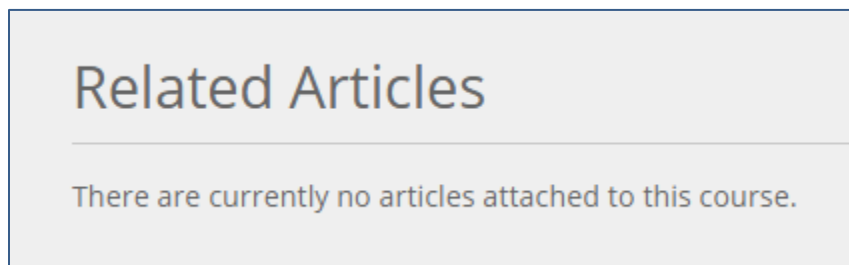 Related Articles
There are currently no articles attached to this course.